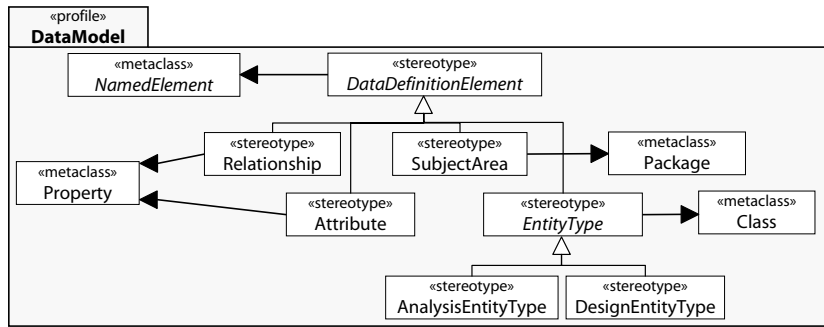 «profile»
DataModel
«metaclass»
NamedElement
«stereotype»
DataDefinitionElement
«stereotype»
Relationship
«stereotype»
SubjectArea
«metaclass»
Package
«metaclass»
Property
«stereotype»
Attribute
«stereotype»
EntityType
«metaclass»
Class
«stereotype»
AnalysisEntityType
«stereotype»
DesignEntityType